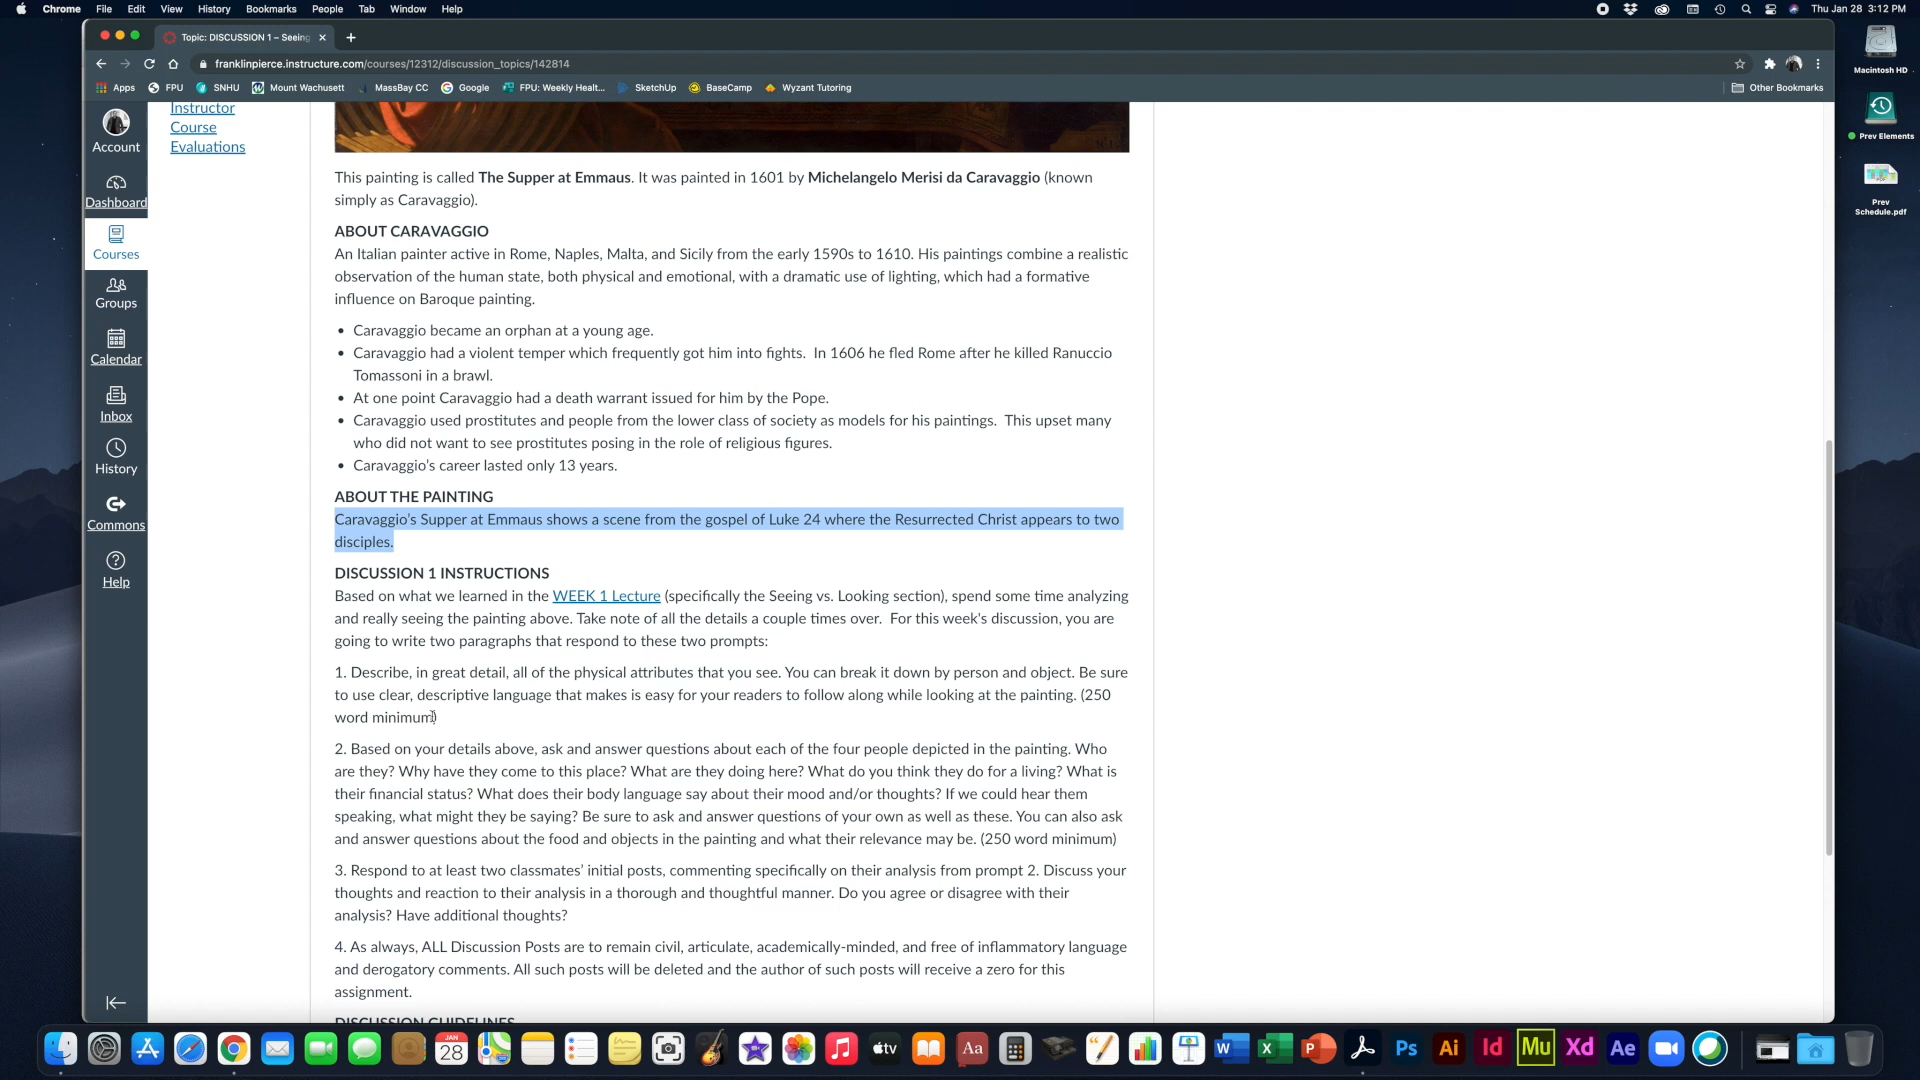 Chrome File Edit View History Bookmarks People Tab Window Help
Thu Jan 28 3:12 PM
Topic: DISCUSSION 1 – Seeing
franklinpierce.instructure.com/courses/12312/discussion_topics/142814
Apps FPU SNHU Mount Wachusett MassBay CC Google FPU: Weekly Healt... SketchUp BaseCamp Wyzant Tutoring Other Bookmarks
Macintosh HD
Prev Elements
Prev
Schedule.pdf
Account
Dashboard
Courses
Groups
Calendar
Inbox
History
Commons
Help
Instructor
Course
Evaluations
This painting is called The Supper at Emmaus. It was painted in 1601 by Michelangelo Merisi da Caravaggio (known
simply as Caravaggio).
ABOUT CARAVAGGIO
An Italian painter active in Rome, Naples, Malta, and Sicily from the early 1590s to 1610. His paintings combine a realistic
observation of the human state, both physical and emotional, with a dramatic use of lighting, which had a formative
influence on Baroque painting.
• Caravaggio became an orphan at a young age.
• Caravaggio had a violent temper which frequently got him into fights. In 1606 he fled Rome after he killed Ranuccio
Tomassoni in a brawl.
• At one point Caravaggio had a death warrant issued for him by the Pope.
• Caravaggio used prostitutes and people from the lower class of society as models for his paintings. This upset many
who did not want to see prostitutes posing in the role of religious figures.
• Caravaggio's career lasted only 13 years.
ABOUT THE PAINTING
Caravaggio's Supper at Emmaus shows a scene from the gospel of Luke 24 where the Resurrected Christ appears to two
disciples.
DISCUSSION 1 INSTRUCTIONS
Based on what we learned in the WEEK 1 Lecture (specifically the Seeing vs. Looking section), spend some time analyzing
and really seeing the painting above. Take note of all the details a couple times over. For this week's discussion, you are
going to write two paragraphs that respond to these two prompts:
1. Describe, in great detail, all of the physical attributes that you see. You can break it down by person and object. Be sure
to use clear, descriptive language that makes is easy for your readers to follow along while looking at the painting. (250
word minimum)
2. Based on your details above, ask and answer questions about each of the four people depicted in the painting. Who
are they? Why have they come to this place? What are they doing here? What do you think they do for a living? What is
their financial status? What does their body language say about their mood and/or thoughts? If we could hear them
speaking, what might they be saying? Be sure to ask and answer questions of your own as well as these. You can also ask
and answer questions about the food and objects in the painting and what their relevance may be. (250 word minimum)
3. Respond to at least two classmates' initial posts, commenting specifically on their analysis from prompt 2. Discuss your
thoughts and reaction to their analysis in a thorough and thoughtful manner. Do you agree or disagree with their
analysis? Have additional thoughts?
4. As always, ALL Discussion Posts are to remain civil, articulate, academically-minded, and free of inflammatory language
and derogatory comments. All such posts will be deleted and the author of such posts will receive a zero for this
assignment.
DISCUSSION GUIDELINES
JAN
28
tv
Aa
W
X
P
Ps
Ai
Id
Mu
Xd
Ae